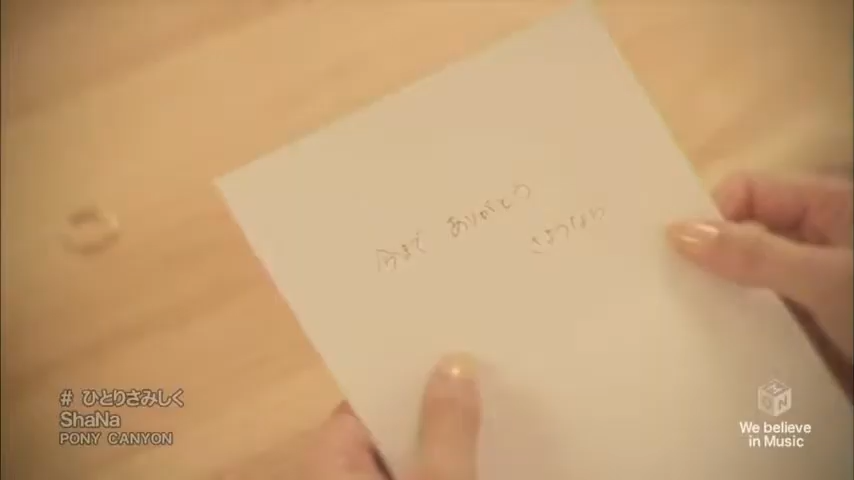 今まで ありがとう
さようなら
# ひとりさみしく
ShaNa
PONY CANYON
M
ON
We believe
in Music